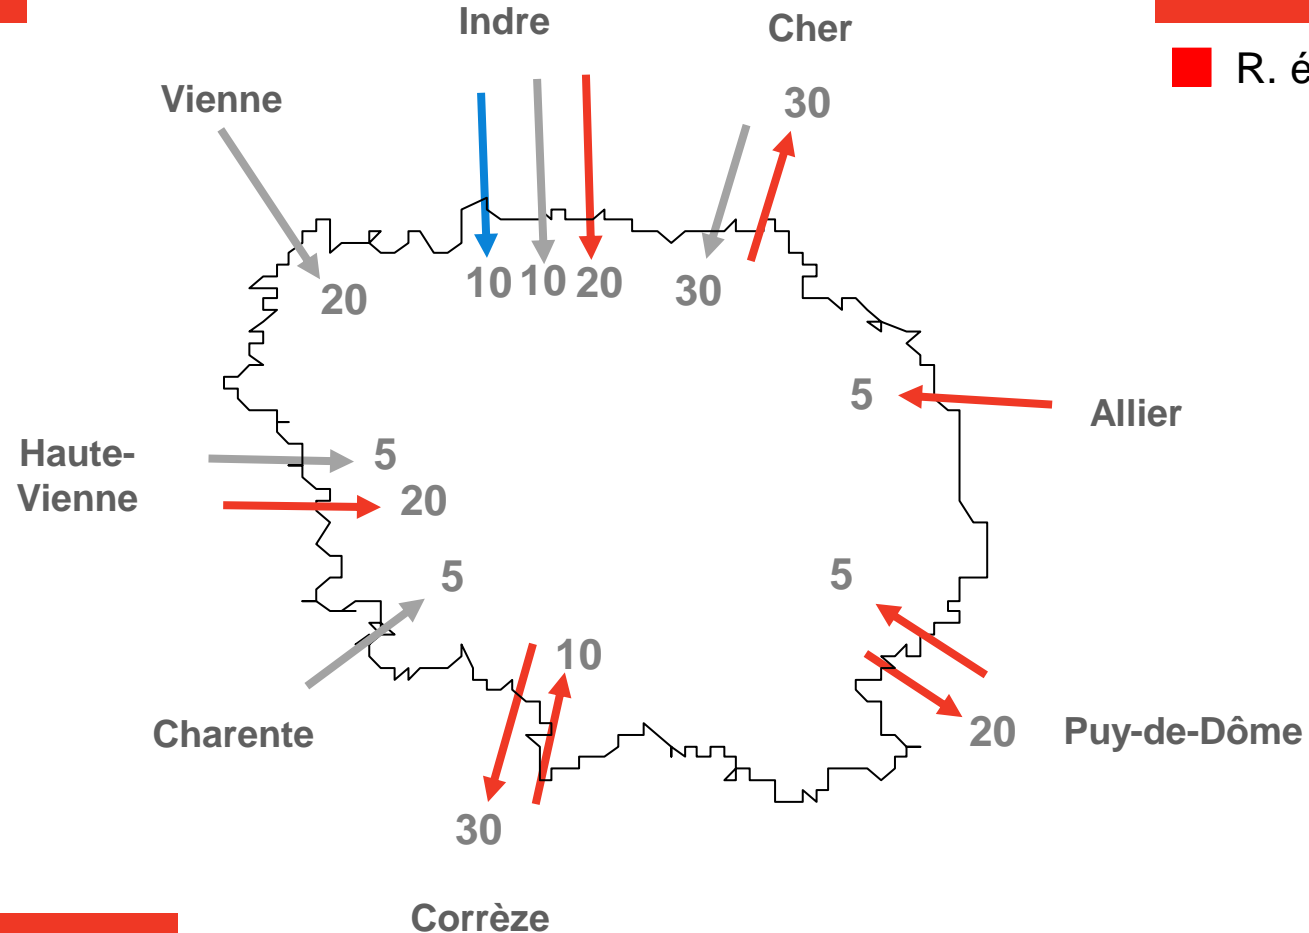 Indre
Cher
R. é
Vienne
30
10 10 20
30
20
5
Allier
Haute-
Vienne
5
20
5
5
10
Charente
20
Puy-de-Dôme
30
Corrèze